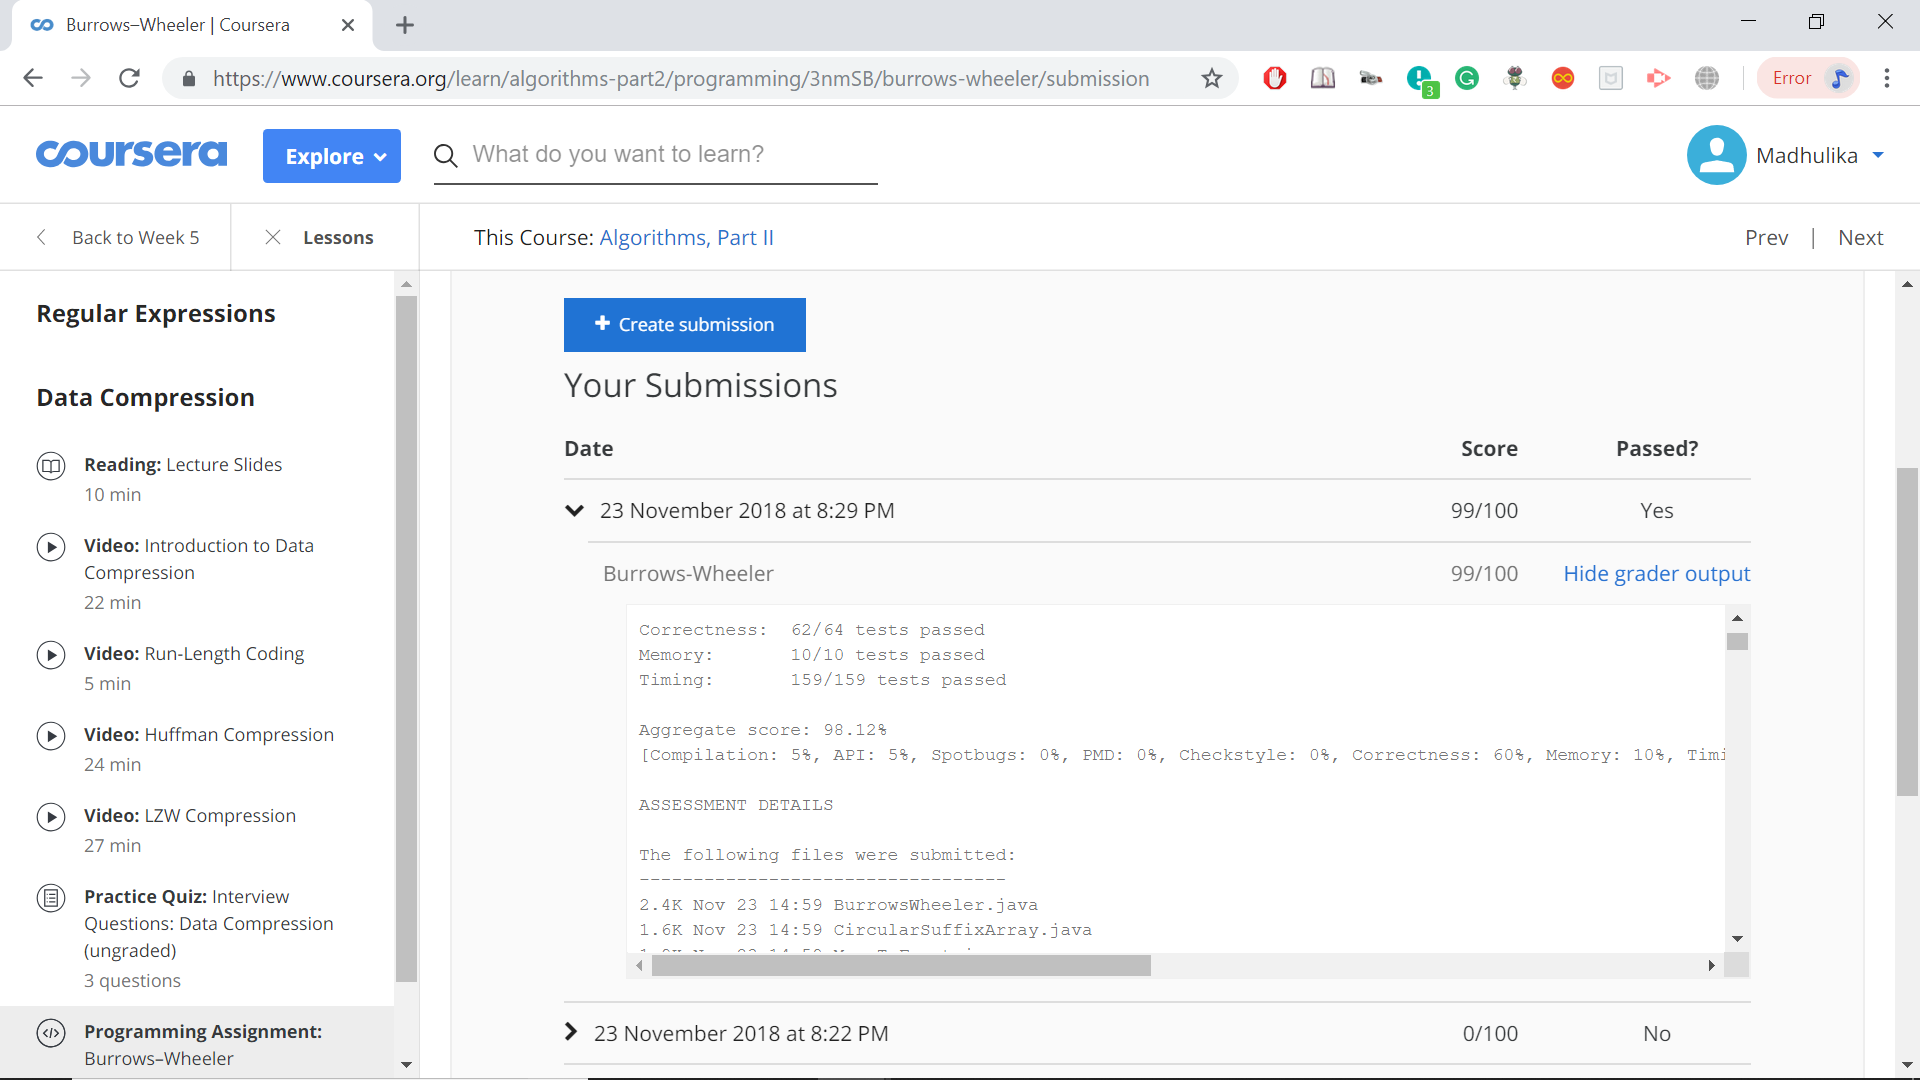 Burrows–Wheeler | Coursera
https://www.coursera.org/learn/algorithms-part2/programming/3nmSB/burrows-wheeler/submission
3
Error
coursera
Explore
What do you want to learn?
Madhulika
Back to Week 5
Lessons
This Course: Algorithms, Part II
Prev | Next
Regular Expressions
Data Compression
Reading: Lecture Slides
10 min
Video: Introduction to Data
Compression
22 min
Video: Run-Length Coding
5 min
Video: Huffman Compression
24 min
Video: LZW Compression
27 min
Practice Quiz: Interview
Questions: Data Compression
(ungraded)
3 questions
Programming Assignment:
Burrows–Wheeler
+ Create submission
Your Submissions
Date Score Passed?
23 November 2018 at 8:29 PM 99/100 Yes
Burrows-Wheeler 99/100 Hide grader output
Correctness:  62/64 tests passed
Memory:       10/10 tests passed
Timing:       159/159 tests passed
Aggregate score: 98.12%
[Compilation: 5%, API: 5%, Spotbugs: 0%, PMD: 0%, Checkstyle: 0%, Correctness: 60%, Memory: 10%, Timi
ASSESSMENT DETAILS
The following files were submitted:
----------------------------------
2.4K Nov 23 14:59 BurrowsWheeler.java
1.6K Nov 23 14:59 CircularSuffixArray.java
23 November 2018 at 8:22 PM 0/100 No